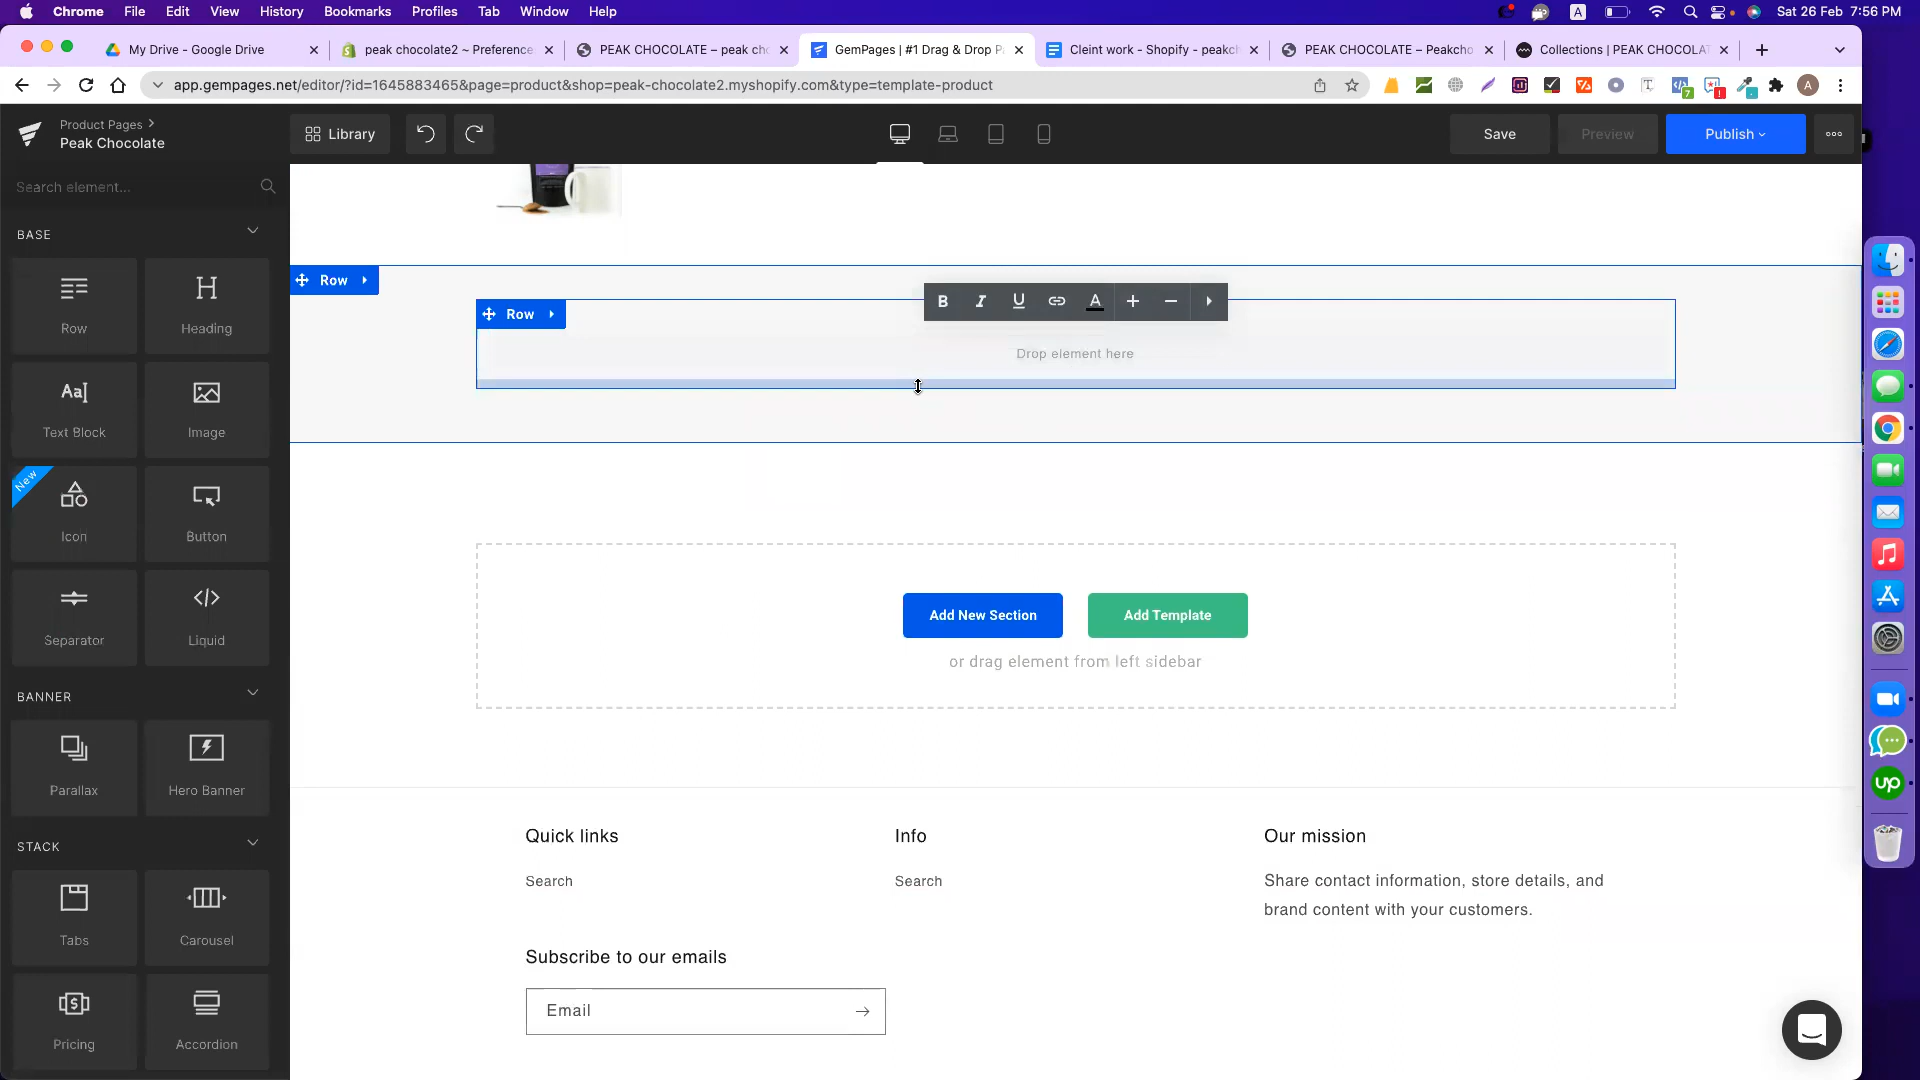 Chrome File Edit View History Bookmarks Profiles Tab Window Help
A
Sat 26 Feb 7:56 PM
My Drive - Google Drive
peak chocolate2 ~ Preference
PEAK CHOCOLATE – peak cho
GemPages | #1 Drag & Drop P
Cleint work - Shopify - peakch
PEAK CHOCOLATE – Peakcho
Collections | PEAK CHOCOLAT
app.gempages.net/editor/?id=1645883465&page=product&shop=peak-chocolate2.myshopify.com&type=template-product
7
A
Product Pages
Peak Chocolate
Library
Save
Preview
Publish
Search element...
BASE
Row
Heading
Text Block
Image
New
Icon
Button
Separator
Liquid
BANNER
Parallax
Hero Banner
STACK
Tabs
Carousel
Pricing
Accordion
Row
Row
B I U A
Drop element here
Add New Section
Add Template
or drag element from left sidebar
Quick links
Info
Our mission
Search
Search
Share contact information, store details, and
brand content with your customers.
Subscribe to our emails
Email
up